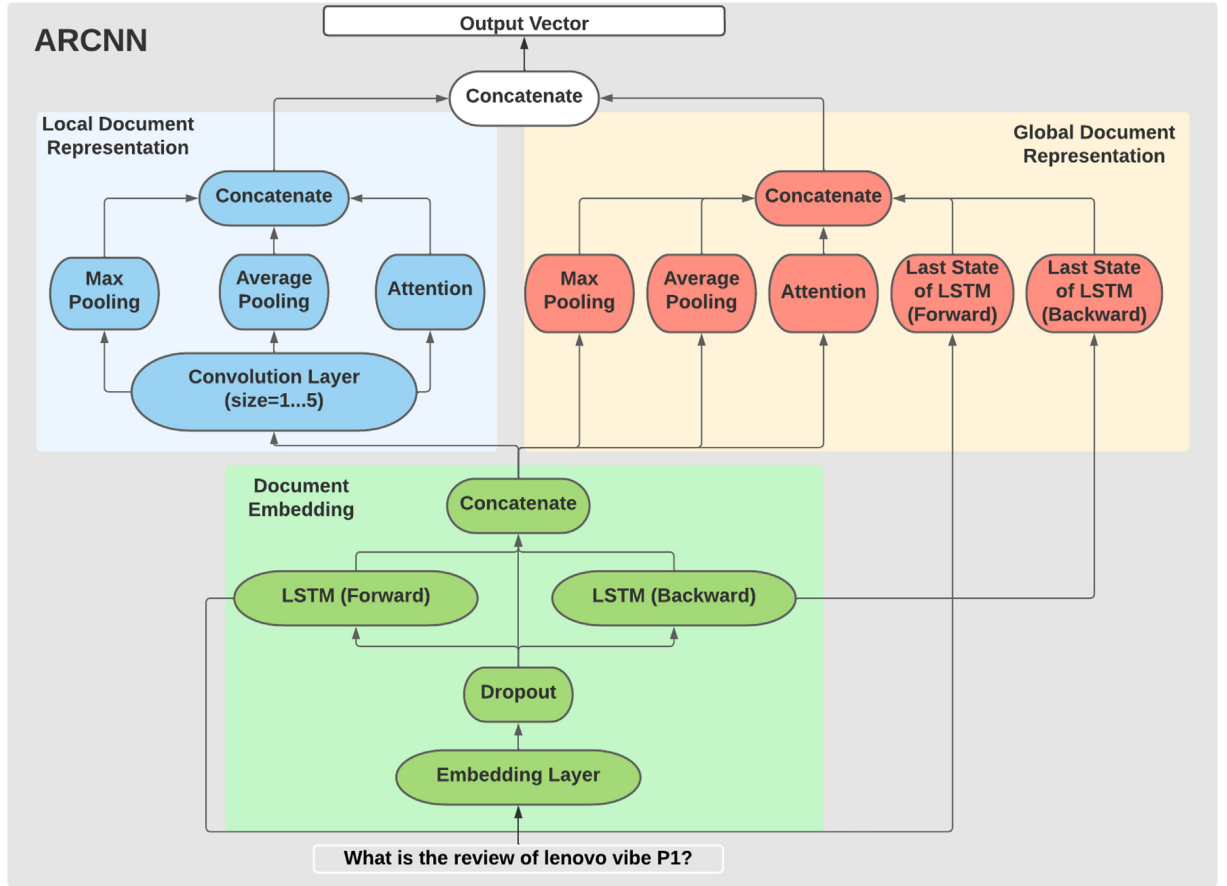 Output Vector
ARCNN
Concatenate
Local Document
Representation
Global Document
Representation
Concatenate
Concatenate
Max
Pooling
Average
Pooling
Attention
Max
Pooling
Average
Pooling
Attention
Last State
of LSTM
(Forward)
Last State
of LSTM
(Backward)
Convolution Layer
(size=1...5)
Document
Embedding
Concatenate
LSTM (Forward)
LSTM (Backward)
Dropout
Embedding Layer
What is the review of lenovo vibe P1?